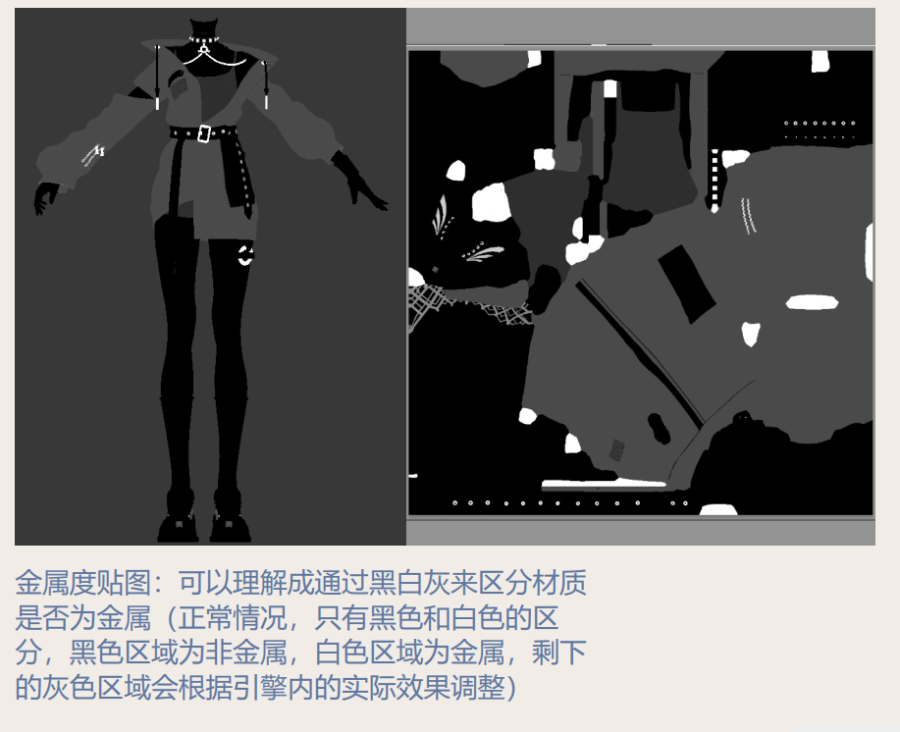 金属度贴图：可以理解成通过黑白灰来区分材质
是否为金属（正常情况，只有黑色和白色的区
分，黑色区域为非金属，白色区域为金属，剩下
的灰色区域会根据引擎内的实际效果调整）